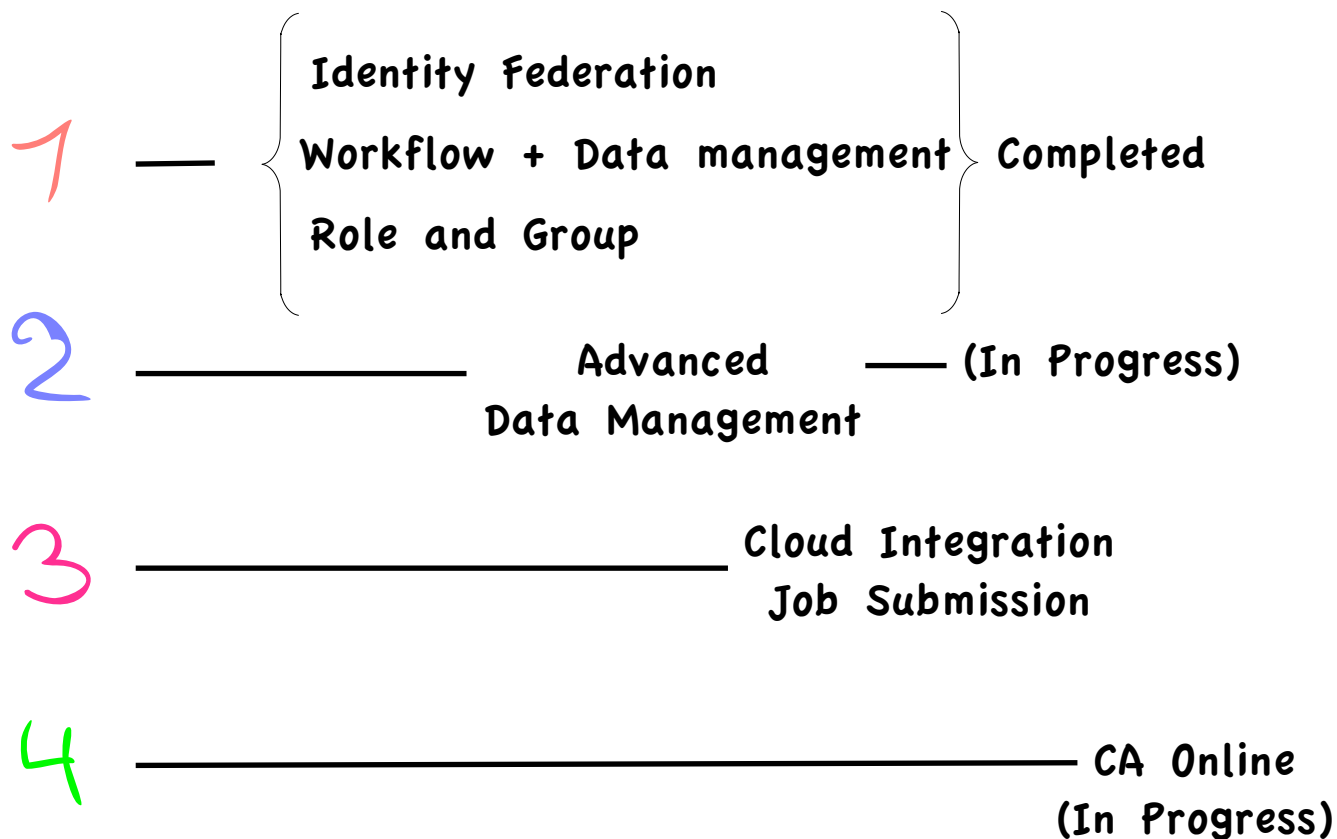 1
Identity Federation
Workflow + Data management
Role and Group
Completed
2
Advanced
Data Management
(In Progress)
3
Cloud Integration
Job Submission
4
CA Online
(In Progress)